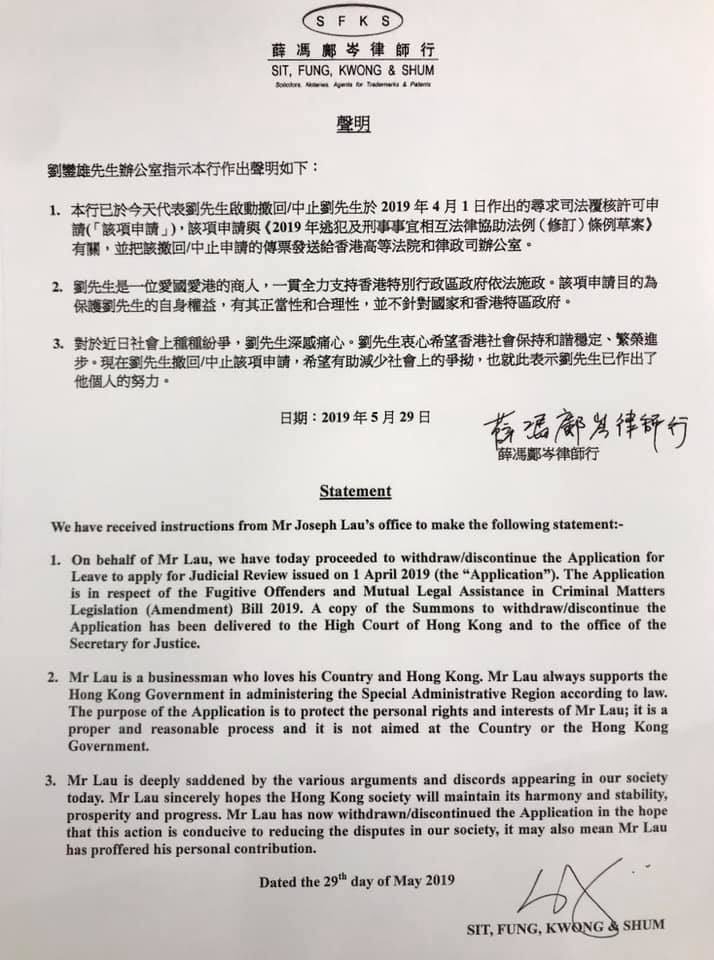 SFKS
薛馮鄺岑律師行
SIT, FUNG, KWONG & SHUM
Solicitors, Notaries, Agents for Trademarks & Patents
聲明
劉鑾雄先生辦公室指示本行作出聲明如下：
1. 本行已於今天代表劉先生啟動撤回/中止劉先生於 2019 年 4 月 1 日作出的尋求司法覆核許可申
請(「該項申請」)，該項申請與《2019 年逃犯及刑事事宜相互法律協助法例（修訂）條例草案》
有關，並把該撤回/中止申請的傳票發送給香港高等法院和律政司辦公室。
2. 劉先生是一位愛國愛港的商人，一貫全力支持香港特別行政區政府依法施政。該項申請目的為
保護劉先生的自身權益，有其正當性和合理性，並不針對國家和香港特區政府。
3. 對於近日社會上種種紛爭，劉先生深感痛心。劉先生衷心希望香港社會保持和諧穩定、繁榮進
步。現在劉先生撤回/中止該項申請，希望有助減少社會上的爭拗，也就此表示劉先生已作出了
他個人的努力。
日期：2019 年 5 月 29 日
薛馮鄺岑律師行
薛馮鄺岑律師行
Statement
We have received instructions from Mr Joseph Lau's office to make the following statement:-
1. On behalf of Mr Lau, we have today proceeded to withdraw/discontinue the Application for
Leave to apply for Judicial Review issued on 1 April 2019 (the “Application”). The Application
is in respect of the Fugitive Offenders and Mutual Legal Assistance in Criminal Matters
Legislation (Amendment) Bill 2019. A copy of the Summons to withdraw/discontinue the
Application has been delivered to the High Court of Hong Kong and to the office of the
Secretary for Justice.
2. Mr Lau is a businessman who loves his Country and Hong Kong. Mr Lau always supports the
Hong Kong Government in administering the Special Administrative Region according to law.
The purpose of the Application is to protect the personal rights and interests of Mr Lau; it is a
proper and reasonable process and it is not aimed at the Country or the Hong Kong
Government.
3. Mr Lau is deeply saddened by the various arguments and discords appearing in our society
today. Mr Lau sincerely hopes the Hong Kong society will maintain its harmony and stability,
prosperity and progress. Mr Lau has now withdrawn/discontinued the Application in the hope
that this action is conducive to reducing the disputes in our society, it may also mean Mr Lau
has proffered his personal contribution.
Dated the 29th day of May 2019
SIT, FUNG, KWONG & SHUM